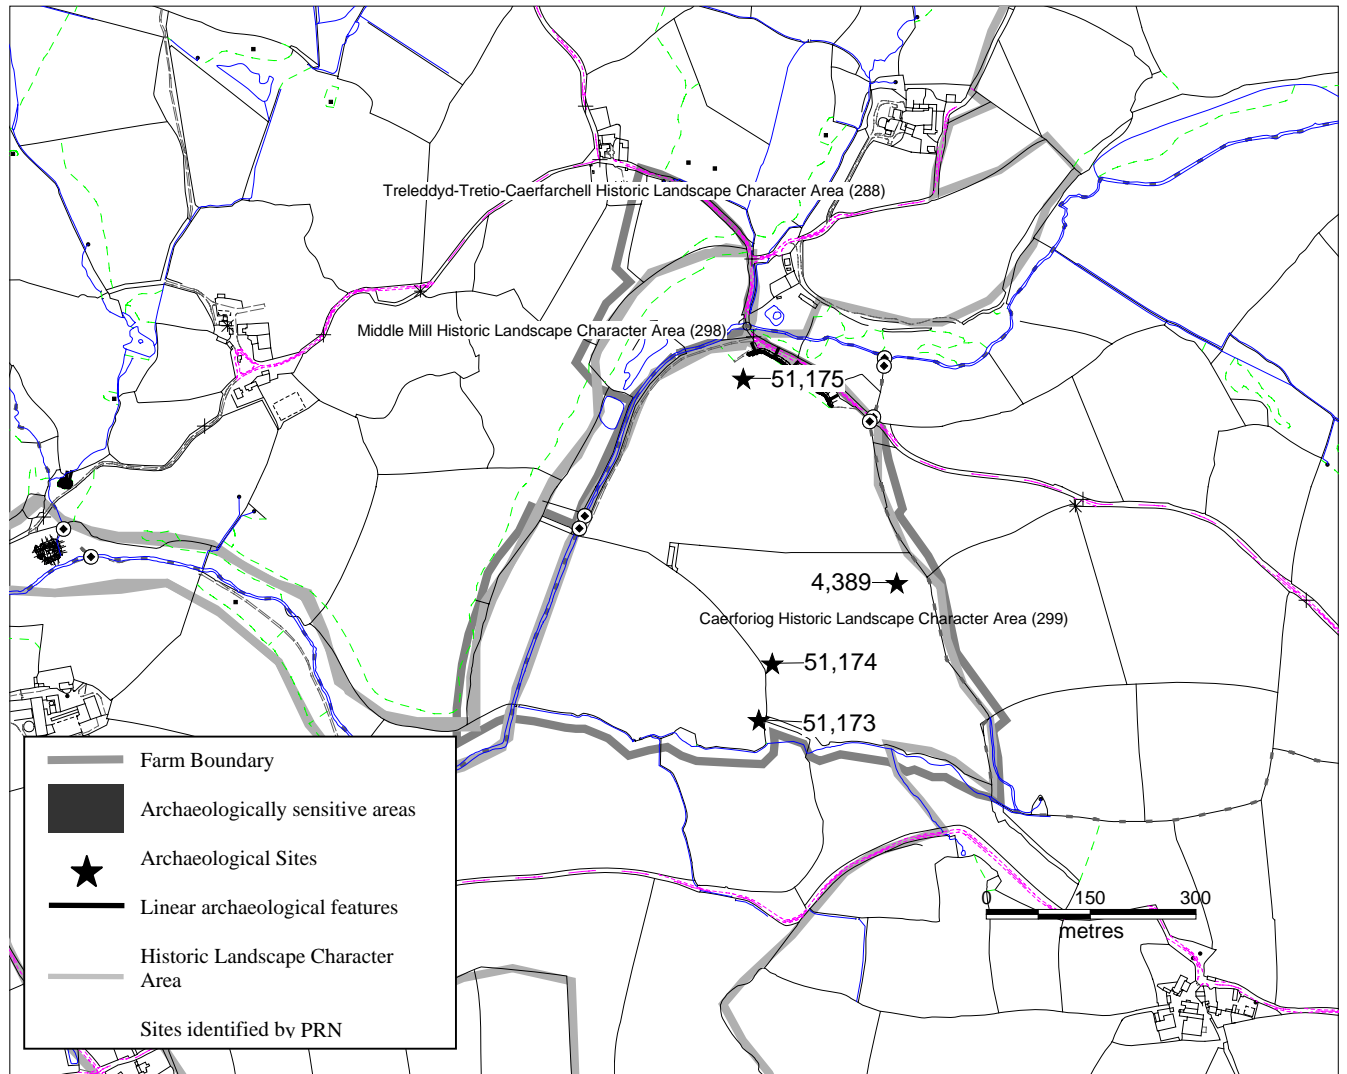 Treleddyd-Tretio-Caerfarchell Historic Landscape Character Area (288)
Middle Mill Historic Landscape Character Area (298)
51,175
4,389
Caerforiog Historic Landscape Character Area (299)
51,174
51,173
Farm Boundary
Archaeologically sensitive areas
Archaeological Sites
Linear archaeological features
Historic Landscape Character
Area
Sites identified by PRN
0 150 300
metres